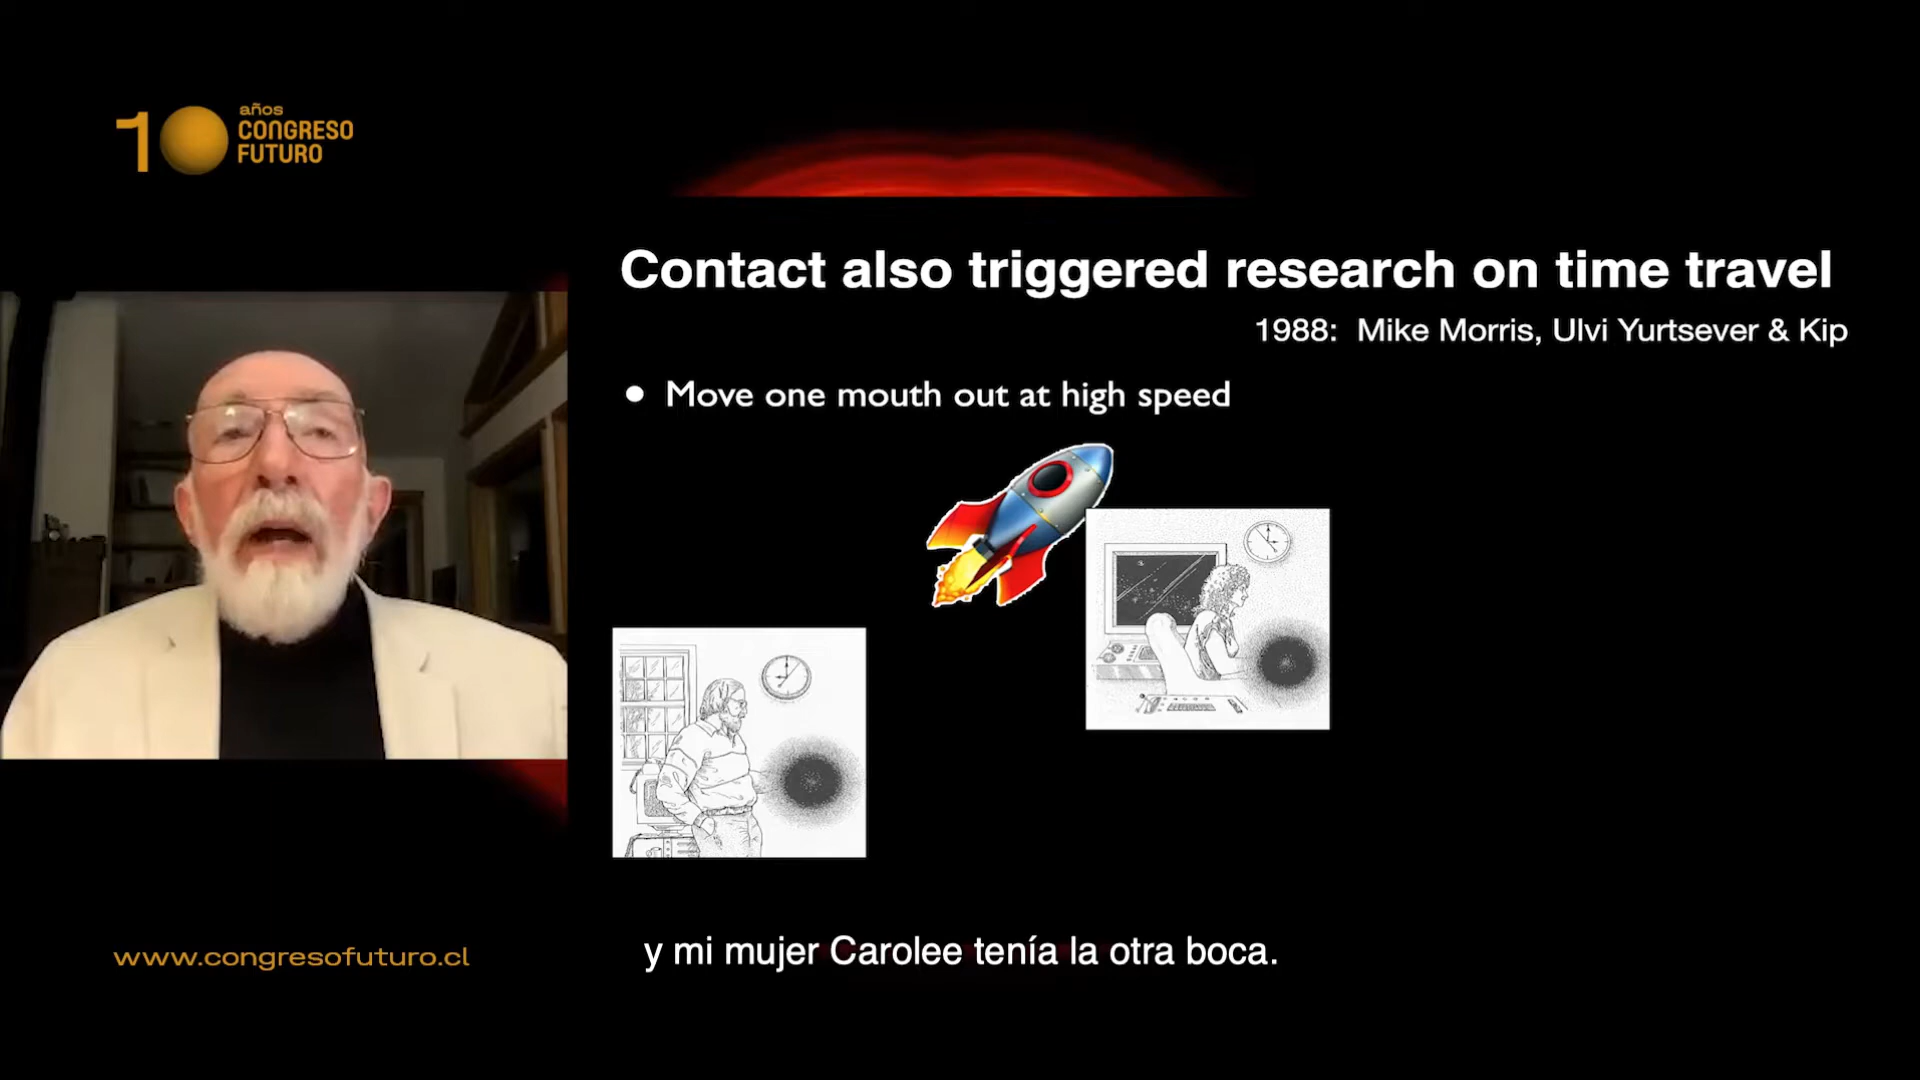 10 años
CONGRESO
FUTURO
Contact also triggered research on time travel
1988: Mike Morris, Ulvi Yurtsever & Kip
● Move one mouth out at high speed
www.congresofuturo.cl
y mi mujer Carolee tenía la otra boca.